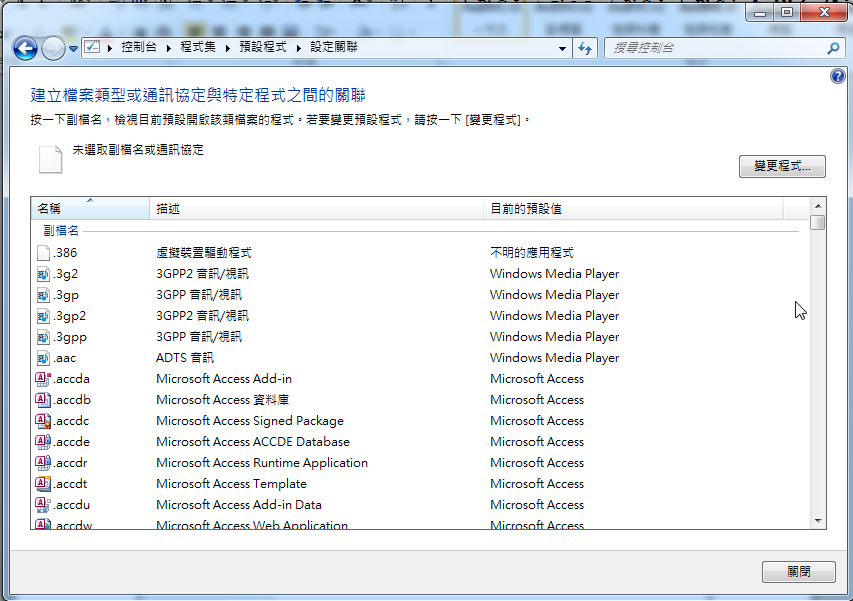 控制台 程式集 預設程式 設定關聯 搜尋控制台
建立檔案類型或通訊協定與特定程式之間的關聯
按一下副檔名，檢視目前預設開啟該類檔案的程式。若要變更預設程式，請按一下 [變更程式]。
未選取副檔名或通訊協定
變更程式...
名稱 描述 目前的預設值
副檔名
.386 虛擬裝置驅動程式 不明的應用程式
.3g2 3GPP2 音訊/視訊 Windows Media Player
.3gp 3GPP 音訊/視訊 Windows Media Player
.3gp2 3GPP2 音訊/視訊 Windows Media Player
.3gpp 3GPP 音訊/視訊 Windows Media Player
.aac ADTS 音訊 Windows Media Player
.accda Microsoft Access Add-in Microsoft Access
.accdb Microsoft Access 資料庫 Microsoft Access
.accdc Microsoft Access Signed Package Microsoft Access
.accde Microsoft Access ACCDE Database Microsoft Access
.accdr Microsoft Access Runtime Application Microsoft Access
.accdt Microsoft Access Template Microsoft Access
.accdu Microsoft Access Add-in Data Microsoft Access
.accdw Microsoft Access Web Application Microsoft Access
關閉